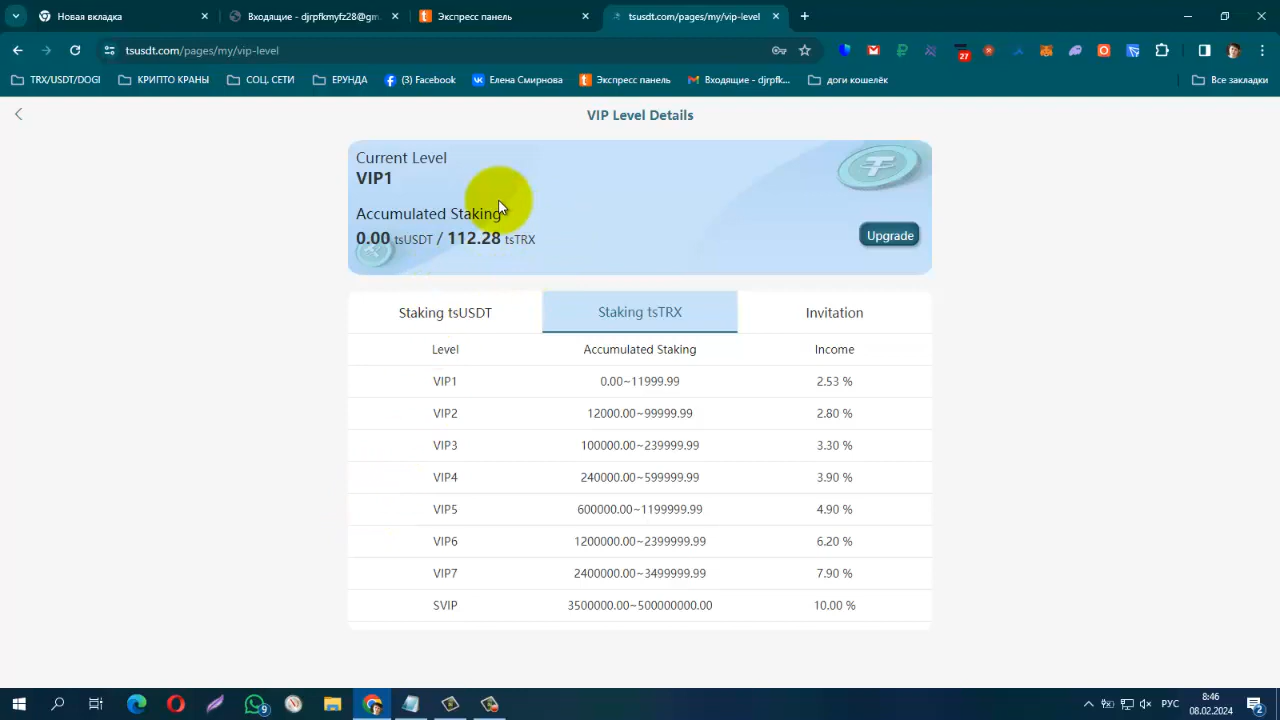 Новая вкладка
Входящие - djrpfkmyfz28@gm
Экспресс панель
tsusdt.com/pages/my/vip-level
tsusdt.com/pages/my/vip-level
27
TRX/USDT/DOGI
КРИПТО КРАНЫ
СОЦ. СЕТИ
ЕРУНДА
(3) Facebook
Елена Смирнова
Экспресс панель
Входящие - djrpfk...
доги кошелёк
Все закладки
VIP Level Details
Current Level
VIP1
Accumulated Staking
0.00 tsUSDT / 112.28 tsTRX
Upgrade
Staking tsUSDT Staking tsTRX Invitation
Level Accumulated Staking Income
VIP1 0.00~11999.99 2.53 %
VIP2 12000.00~99999.99 2.80 %
VIP3 100000.00~239999.99 3.30 %
VIP4 240000.00~599999.99 3.90 %
VIP5 600000.00~1199999.99 4.90 %
VIP6 1200000.00~2399999.99 6.20 %
VIP7 2400000.00~3499999.99 7.90 %
SVIP 3500000.00~500000000.00 10.00 %
9
РУС
8:46
08.02.2024
2